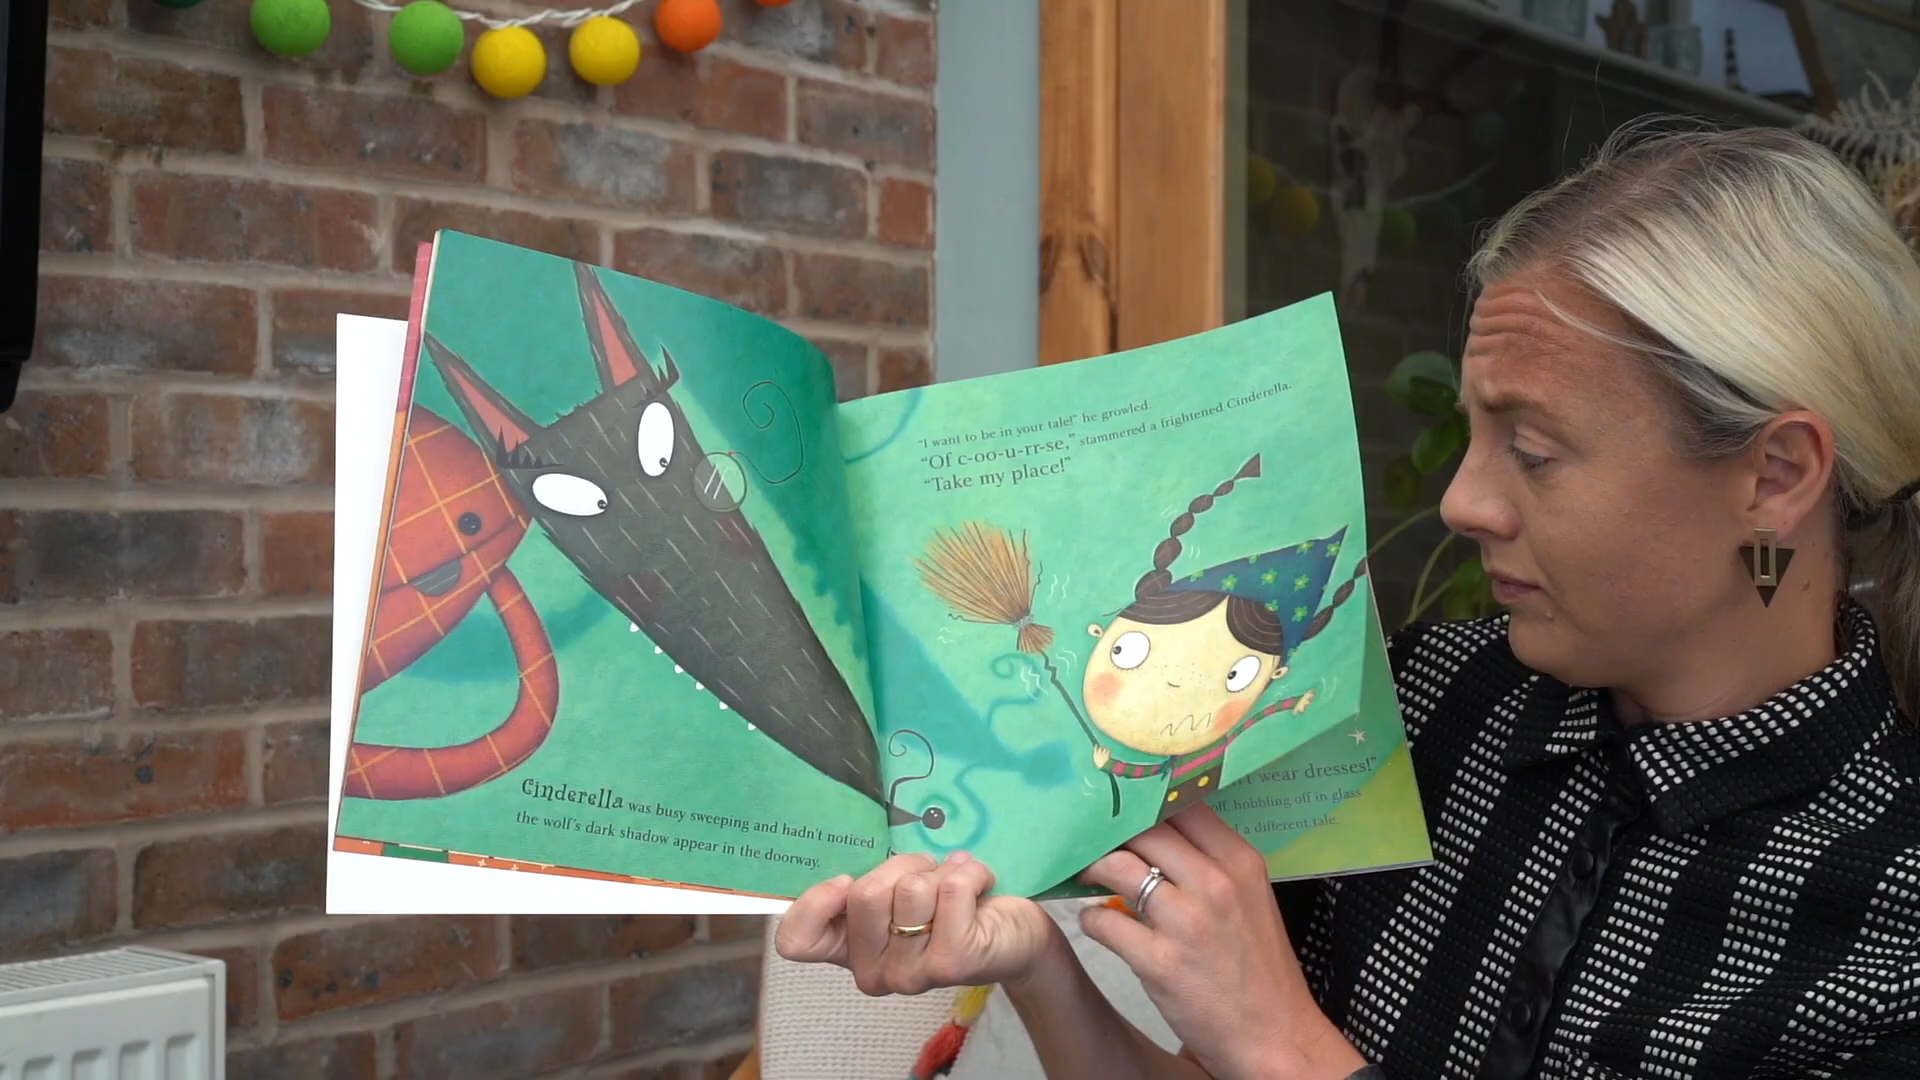 Cinderella was busy sweeping and hadn't noticed
the wolf's dark shadow appear in the doorway.
"I want to be in your tale!" he growled.
"Of c-oo-u-rr-se," stammered a frightened Cinderella.
"Take my place!"
wear dresses!"
hobbling off in glass
a different tale.